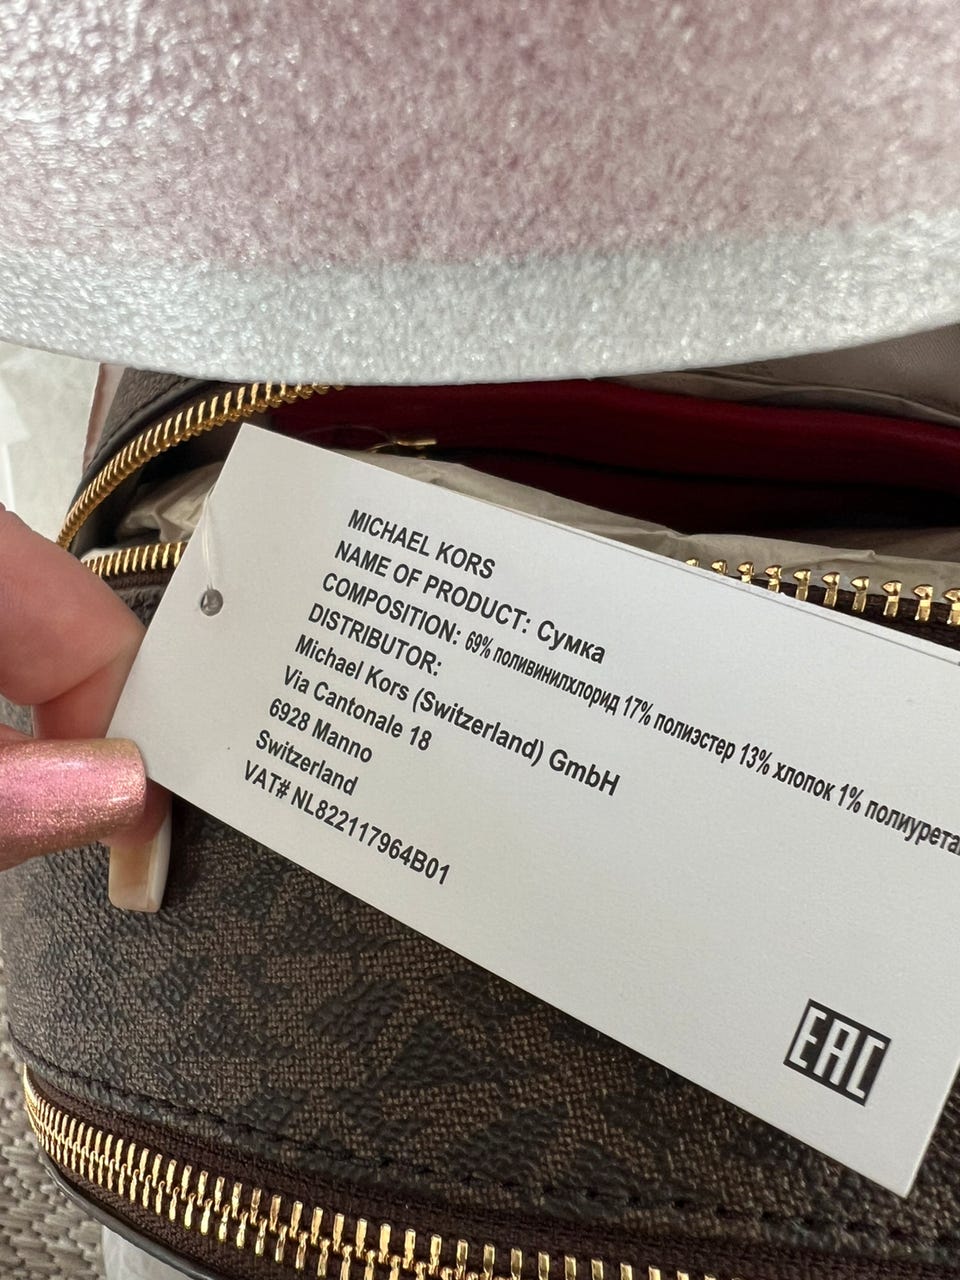 MICHAEL KORS
NAME OF PRODUCT: Сумка
COMPOSITION: 69% поливинилхлорид 17% полиэстер 13% хлопок 1%
DISTRIBUTOR:
Michael Kors (Switzerland) GmbH
Via Cantonale 18
6928 Manno
Switzerland
VAT# NL822117964B01
EAC